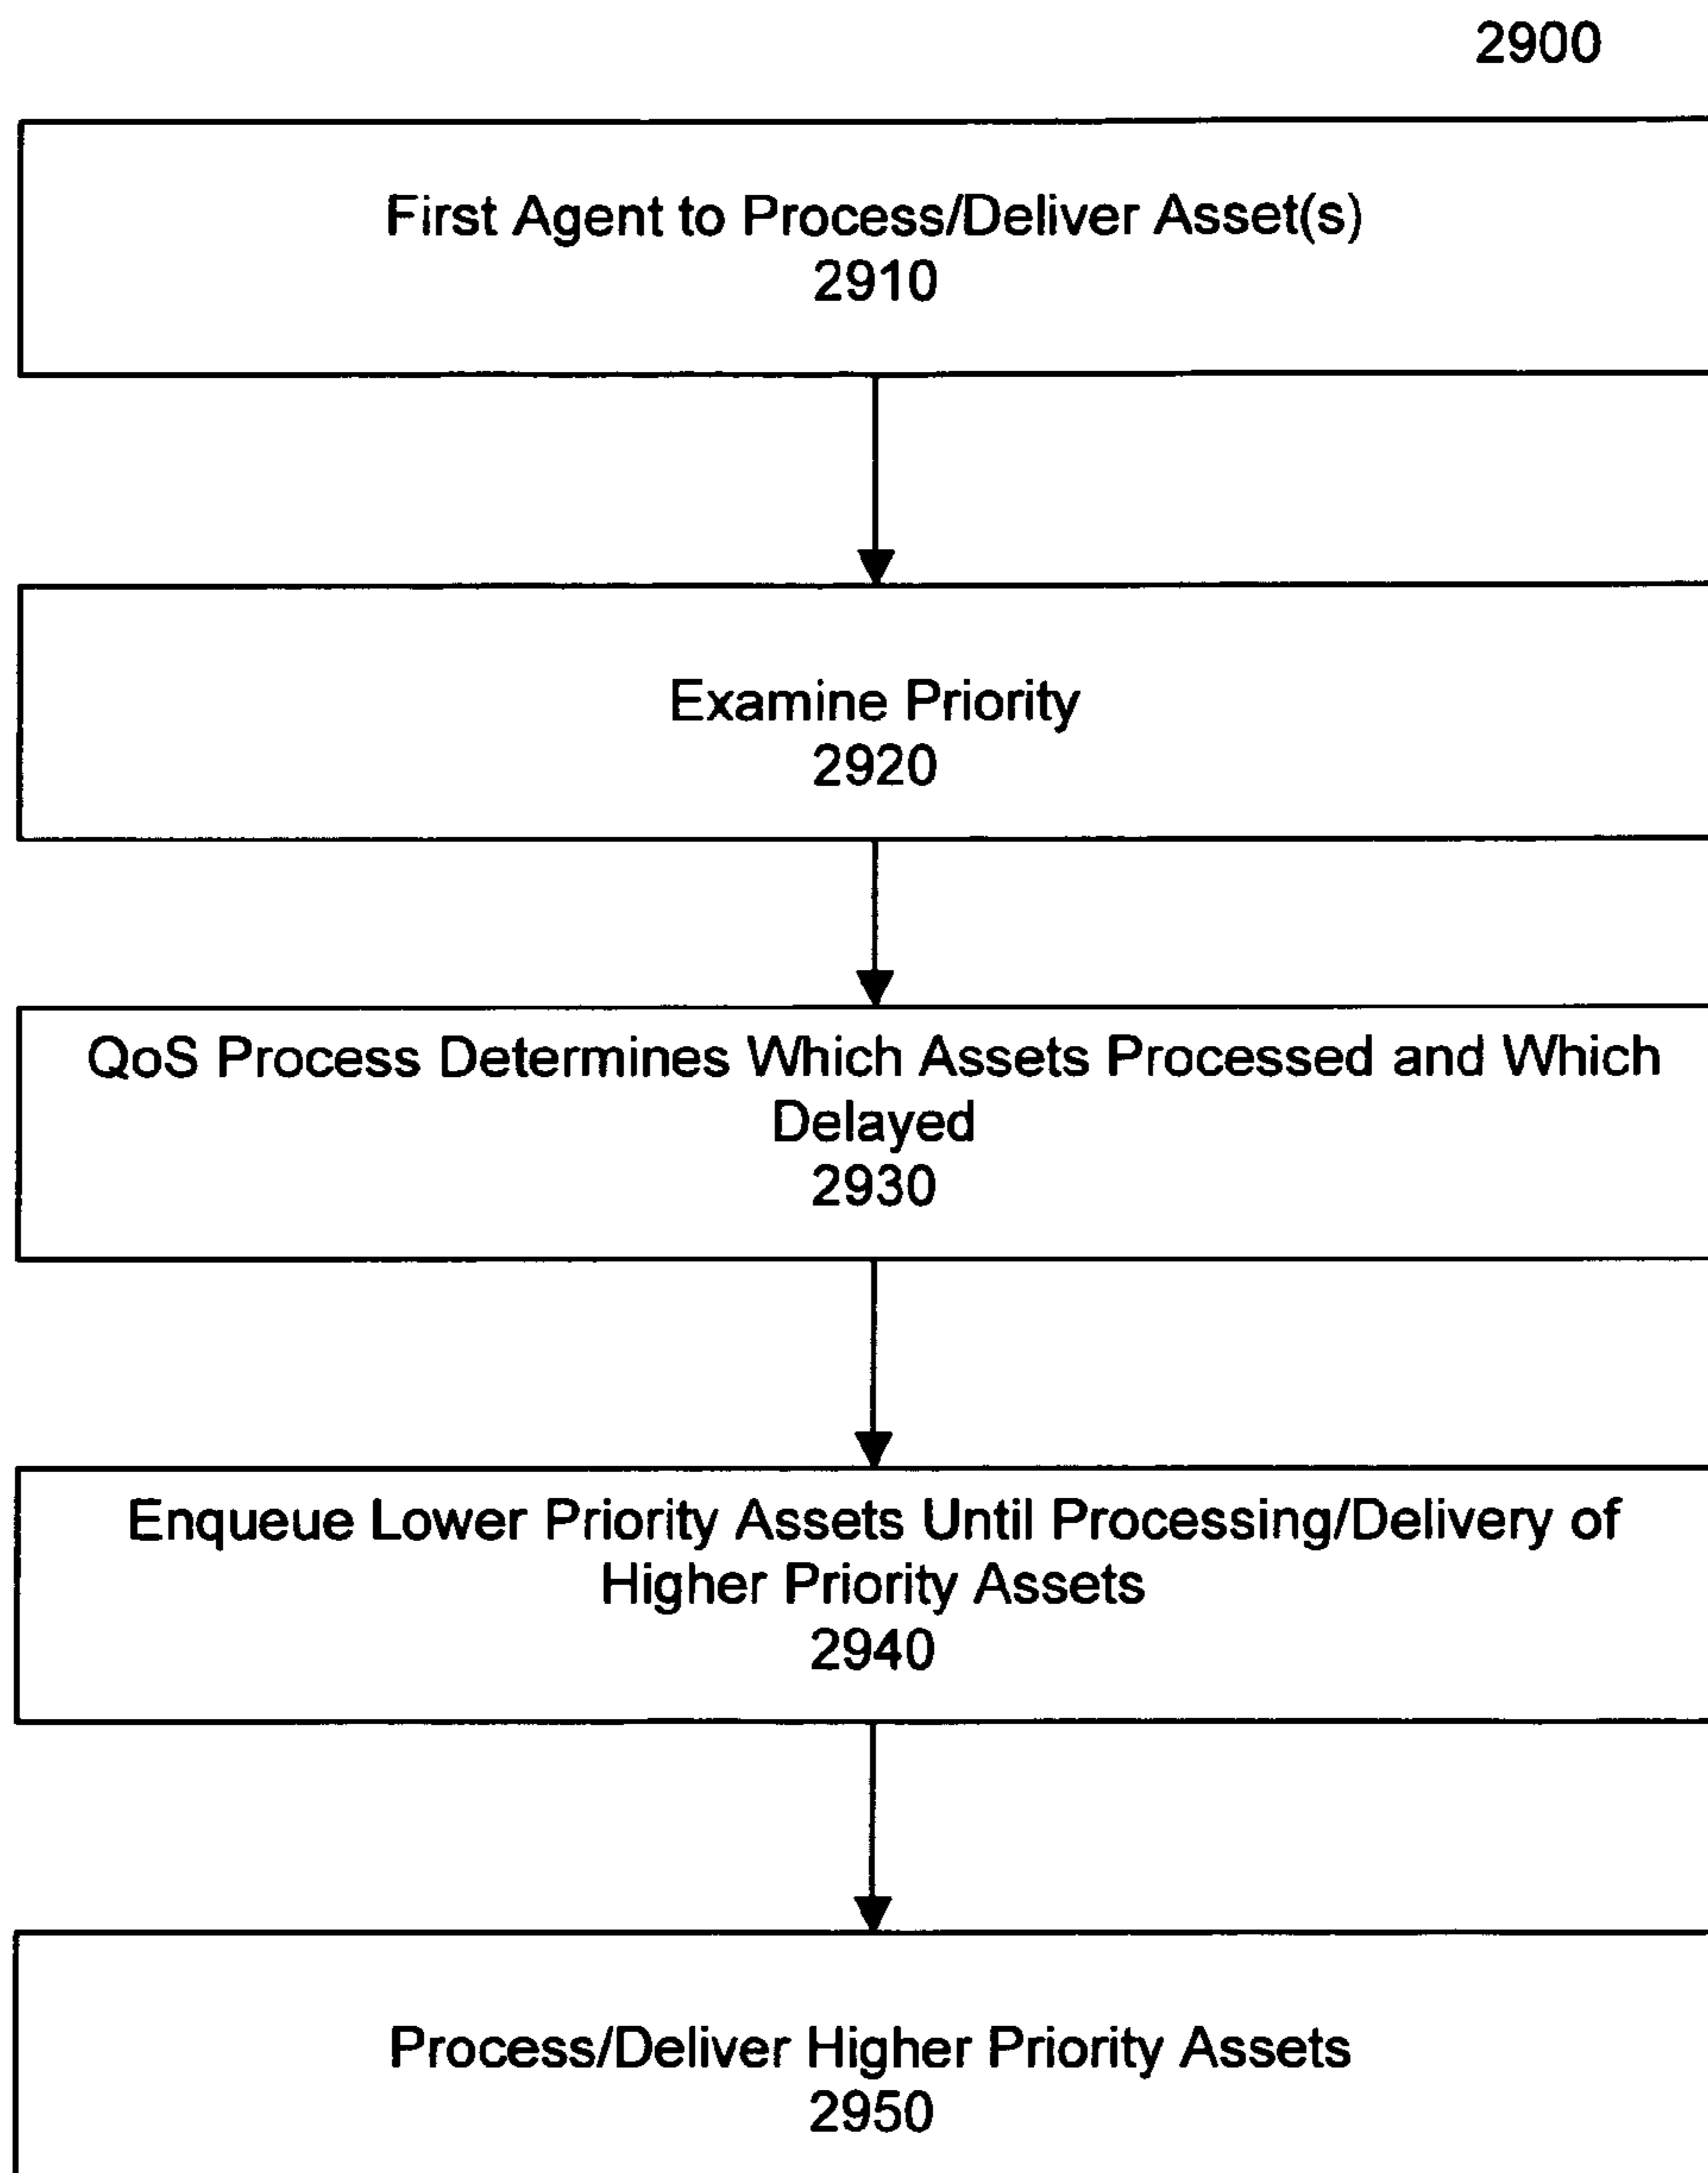 2900
First Agent to Process/Deliver Asset(s)
2910
Examine Priority
2920
QoS Process Determines Which Assets Processed and Which
Delayed
2930
Enqueue Lower Priority Assets Until Processing/Delivery of
Higher Priority Assets
2940
Process/Deliver Higher Priority Assets
2950